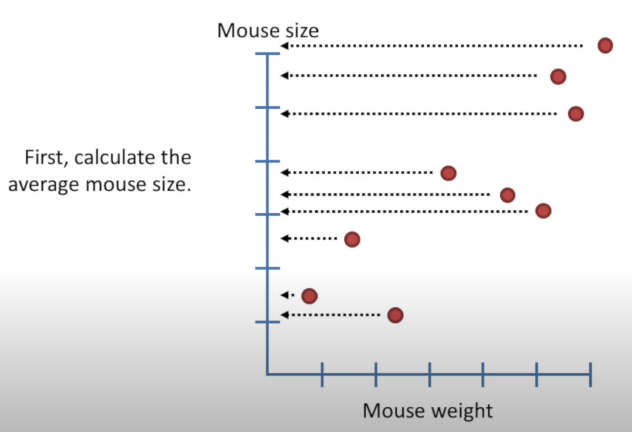 Mouse size
First, calculate the
average mouse size.
Mouse weight